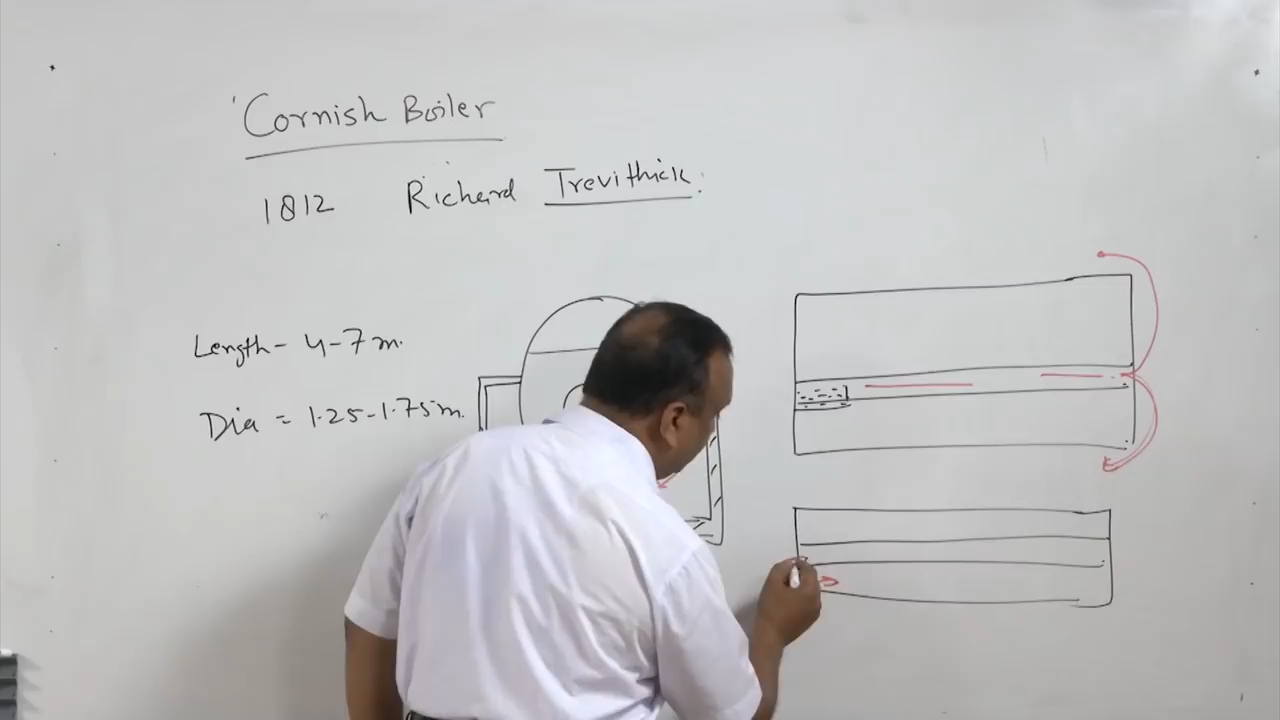 'Cornish Boiler
1812 Richard Trevithick.
Length - 4-7 m.
Dia = 1.25-1.75 m.